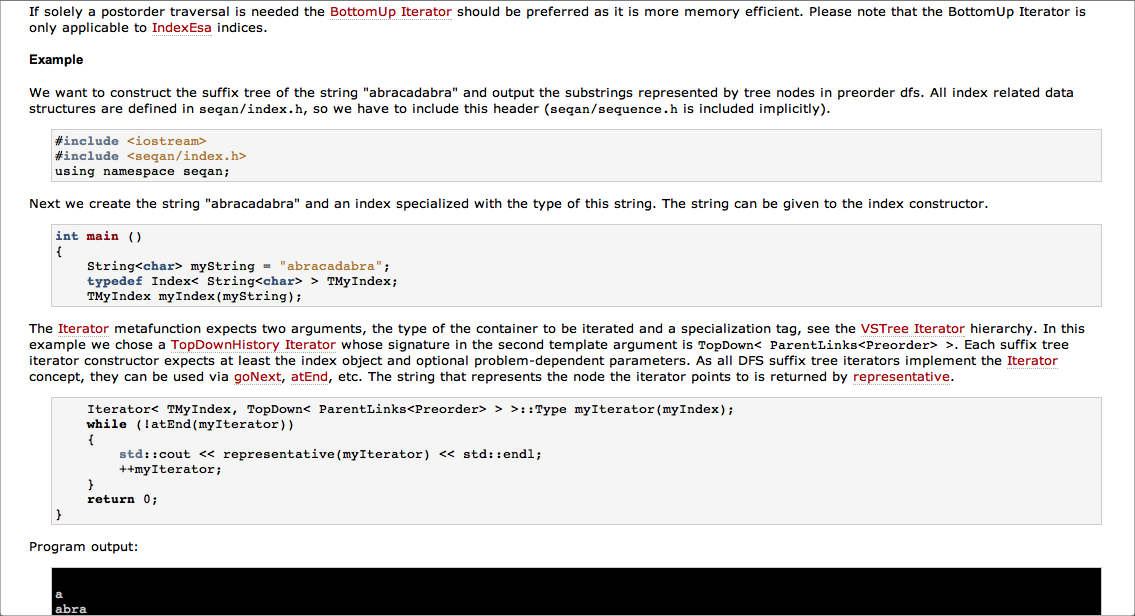 If solely a postorder traversal is needed the BottomUp Iterator should be preferred as it is more memory efficient. Please note that the BottomUp Iterator is
only applicable to IndexEsa indices.
Example
We want to construct the suffix tree of the string "abracadabra" and output the substrings represented by tree nodes in preorder dfs. All index related data
structures are defined in seqan/index.h, so we have to include this header (seqan/sequence.h is included implicitly).
#include <iostream>
#include <seqan/index.h>
using namespace seqan;
Next we create the string "abracadabra" and an index specialized with the type of this string. The string can be given to the index constructor.
int main ()
{
    String<char> myString = "abracadabra";
    typedef Index< String<char> > TMyIndex;
    TMyIndex myIndex(myString);
The Iterator metafunction expects two arguments, the type of the container to be iterated and a specialization tag, see the VSTree Iterator hierarchy. In this
example we chose a TopDownHistory Iterator whose signature in the second template argument is TopDown< ParentLinks<Preorder> >. Each suffix tree
iterator constructor expects at least the index object and optional problem-dependent parameters. As all DFS suffix tree iterators implement the Iterator
concept, they can be used via goNext, atEnd, etc. The string that represents the node the iterator points to is returned by representative.
    Iterator< TMyIndex, TopDown< ParentLinks<Preorder> > >::Type myIterator(myIndex);
    while (!atEnd(myIterator))
    {
        std::cout << representative(myIterator) << std::endl;
        ++myIterator;
    }
    return 0;
}
Program output:
a
abra